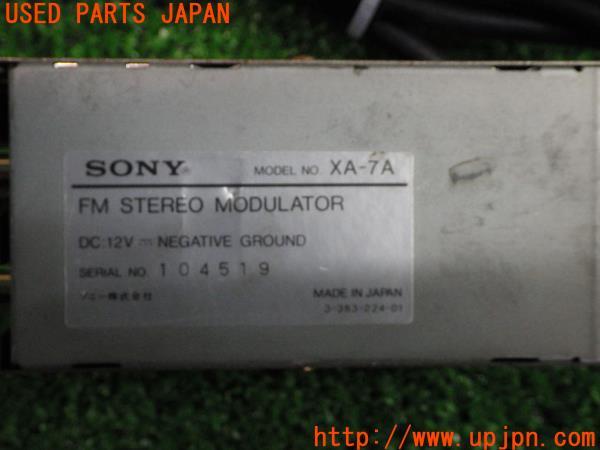 USED PARTS JAPAN
SONY® MODEL NO. XA-7A
FM STEREO MODULATOR
DC:12V ⎓ NEGATIVE GROUND
SERIAL NO. 104519
ソニー株式会社 MADE IN JAPAN
3-383-224-01
http://www.upjpn.com/